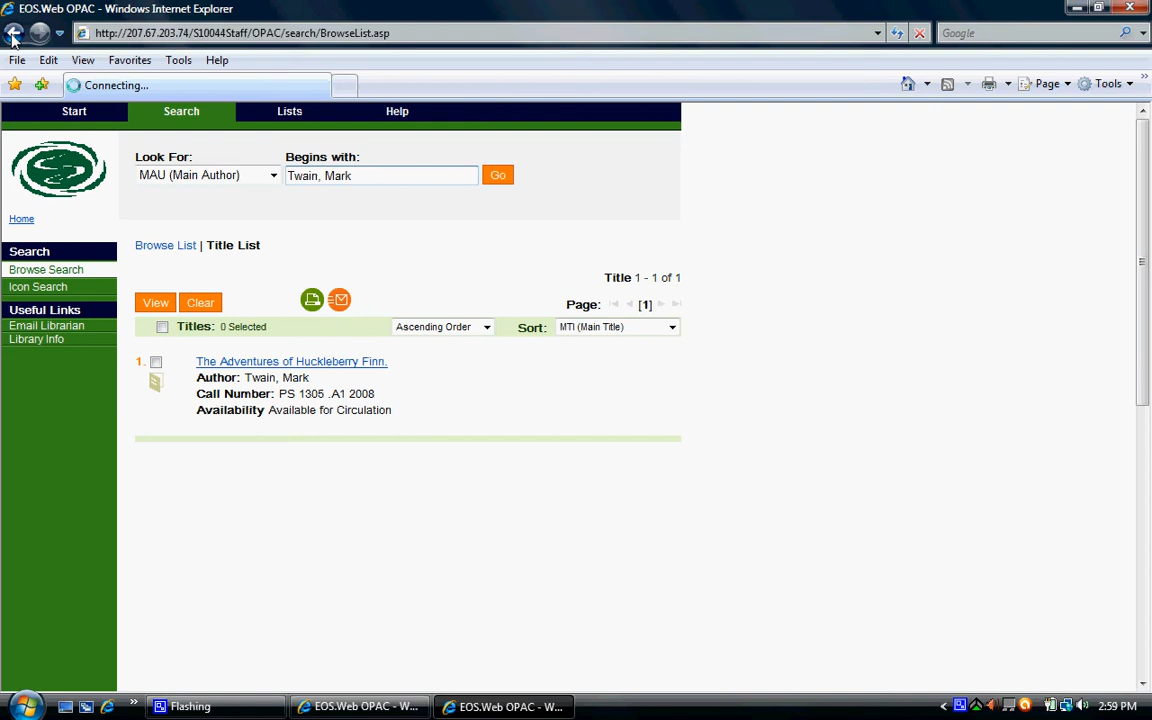 EOS.Web OPAC - Windows Internet Explorer
http://207.67.203.74/S10044Staff/OPAC/search/BrowseList.asp
Google
File Edit View Favorites Tools Help
Connecting...
Page Tools
Start Search Lists Help
Look For: Begins with:
MAU (Main Author) Twain, Mark Go
Home
Browse List | Title List
Search
Browse Search
Icon Search
Useful Links
Email Librarian
Library Info
Title 1 - 1 of 1
View Clear Page: [1]
Titles: 0 Selected Ascending Order Sort: MTI (Main Title)
1. The Adventures of Huckleberry Finn.
Author: Twain, Mark
Call Number: PS 1305 .A1 2008
Availability Available for Circulation
Flashing EOS.Web OPAC - W... EOS.Web OPAC - W... 2:59 PM